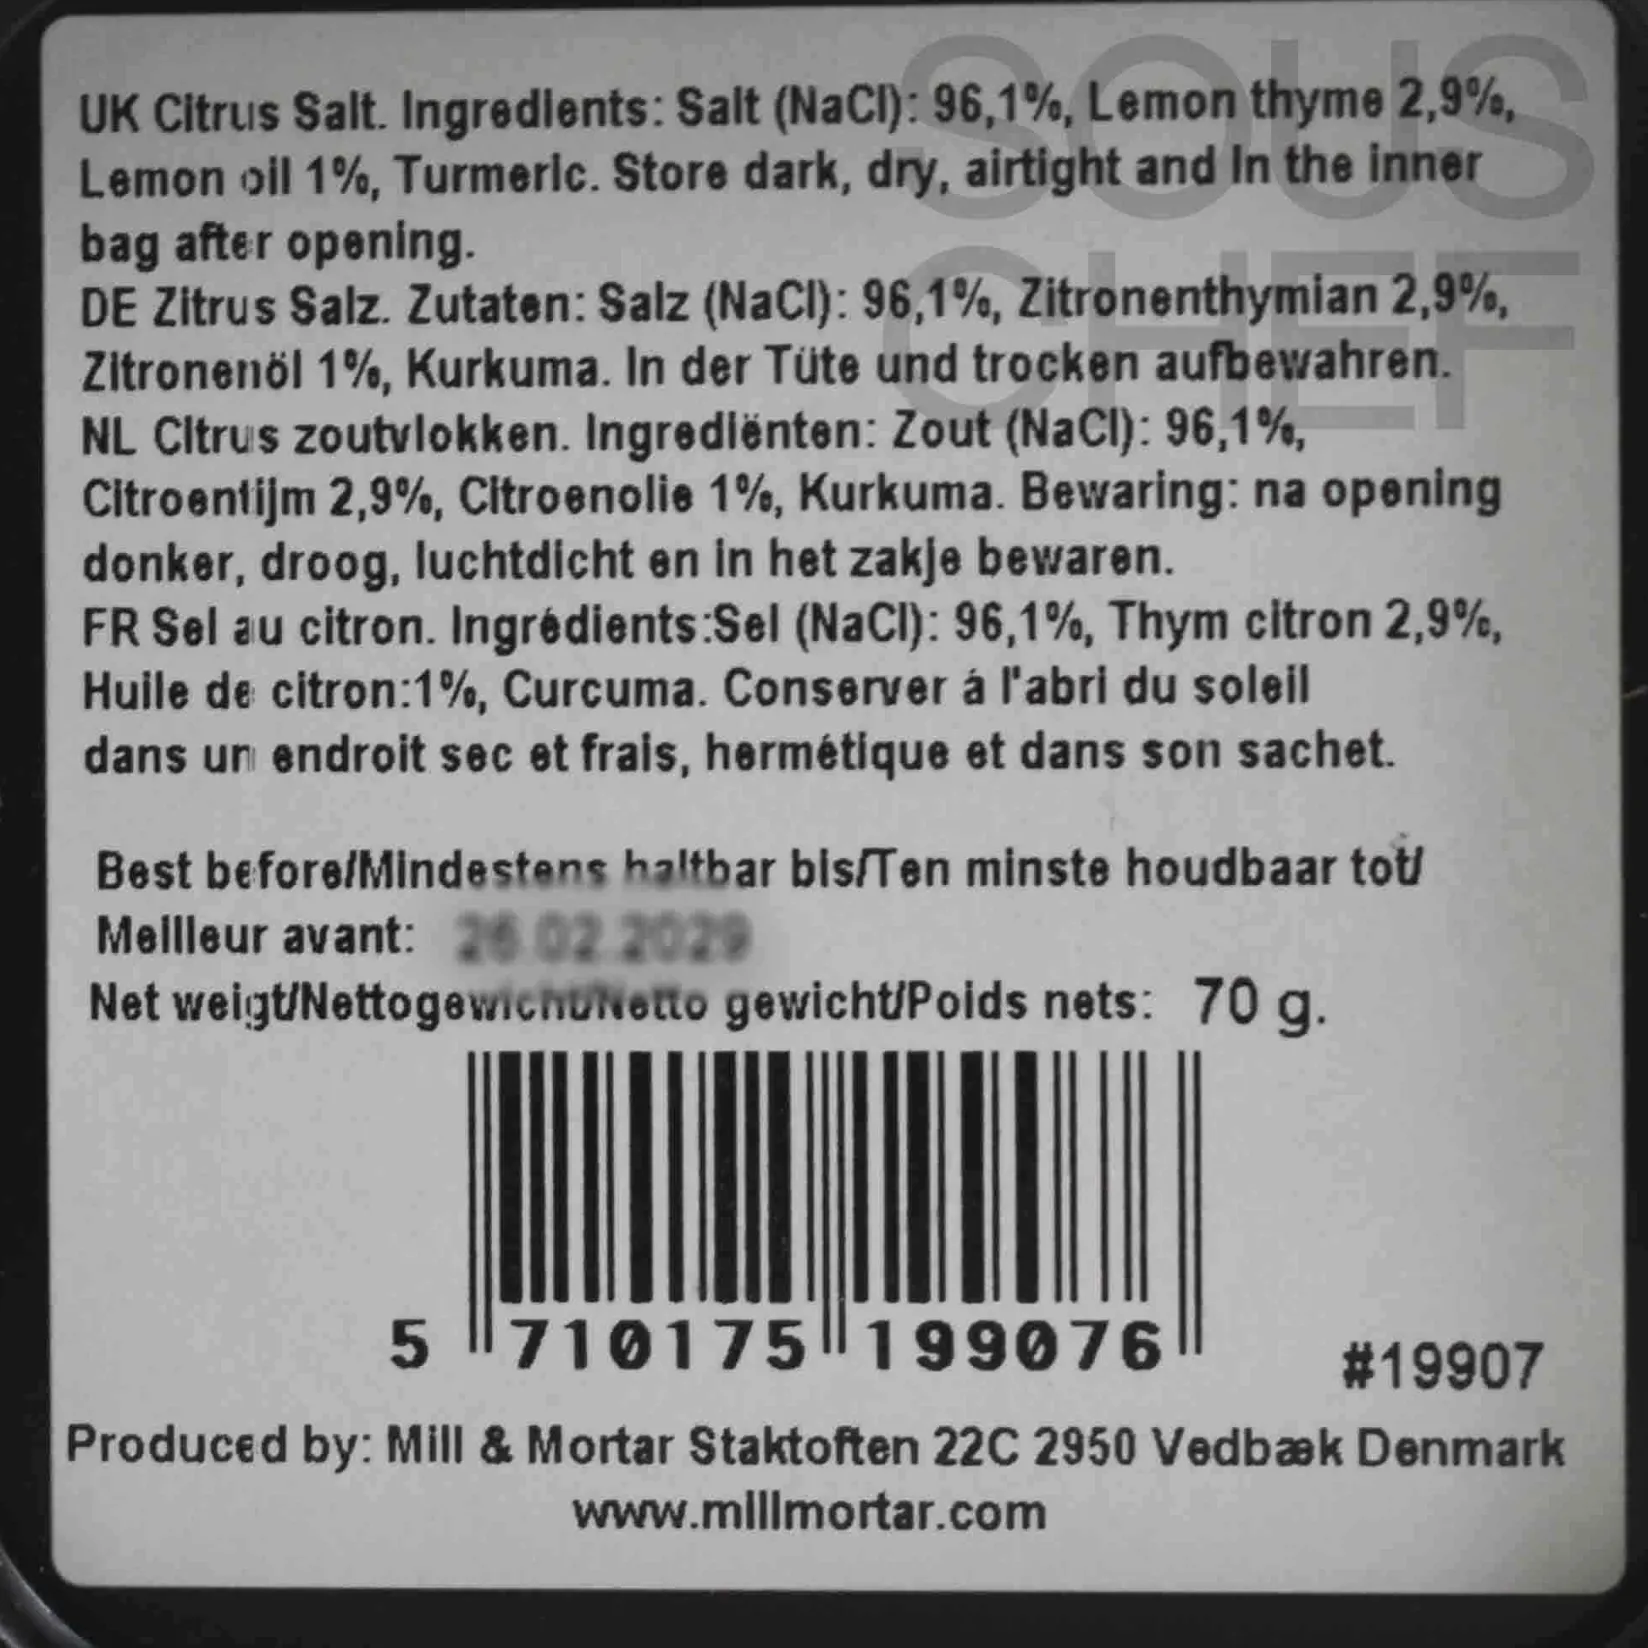 SOUS
CHEF
UK Citrus Salt. Ingredients: Salt (NaCl): 96,1%, Lemon thyme 2,9%,
Lemon oil 1%, Turmeric. Store dark, dry, airtight and in the inner
bag after opening.
DE Zitrus Salz. Zutaten: Salz (NaCl): 96,1%, Zitronenthymian 2,9%,
Zitronenöl 1%, Kurkuma. In der Tüte und trocken aufbewahren.
NL Citrus zoutvlokken. Ingrediënten: Zout (NaCl): 96,1%,
Citroentijm 2,9%, Citroenolie 1%, Kurkuma. Bewaring: na opening
donker, droog, luchtdicht en in het zakje bewaren.
FR Sel au citron. Ingrédients:Sel (NaCl): 96,1%, Thym citron 2,9%,
Huile de citron:1%, Curcuma. Conserver á l'abri du soleil
dans un endroit sec et frais, hermétique et dans son sachet.
Best before/Mindestens haltbar bis/Ten minste houdbaar tot/
Meilleur avant:
Net weigt/Nettogewicht/Netto gewicht/Poids nets: 70 g.
5 710175 199076
#19907
Produced by: Mill & Mortar Staktoften 22C 2950 Vedbæk Denmark
www.millmortar.com